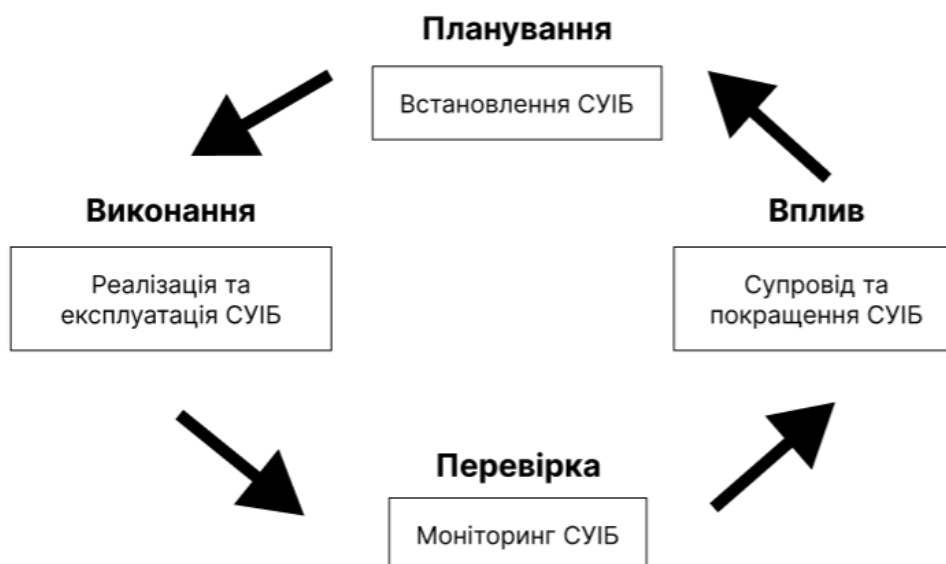 Планування
Встановлення СУІБ
Виконання
Реалізація та
експлуатація СУІБ
Вплив
Супровід та
покращення СУІБ
Перевірка
Моніторинг СУІБ